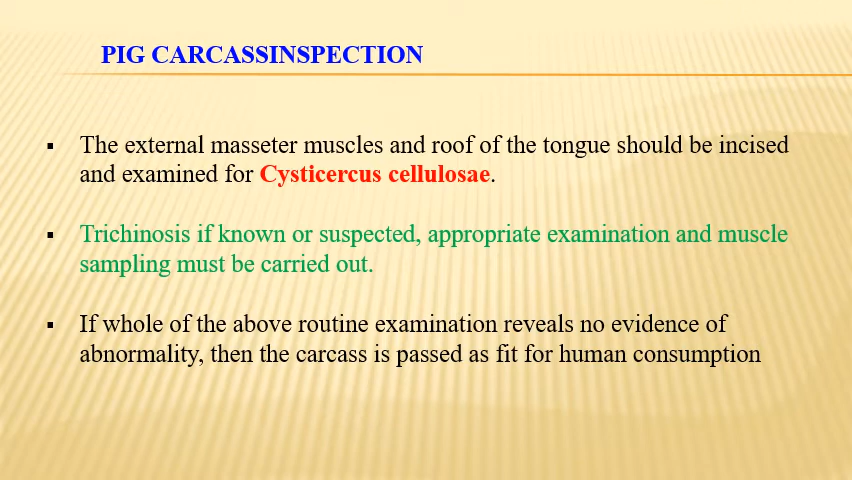 PIG CARCASSINSPECTION
▪ The external masseter muscles and roof of the tongue should be incised
and examined for Cysticercus cellulosae.
▪ Trichinosis if known or suspected, appropriate examination and muscle
sampling must be carried out.
▪ If whole of the above routine examination reveals no evidence of
abnormality, then the carcass is passed as fit for human consumption